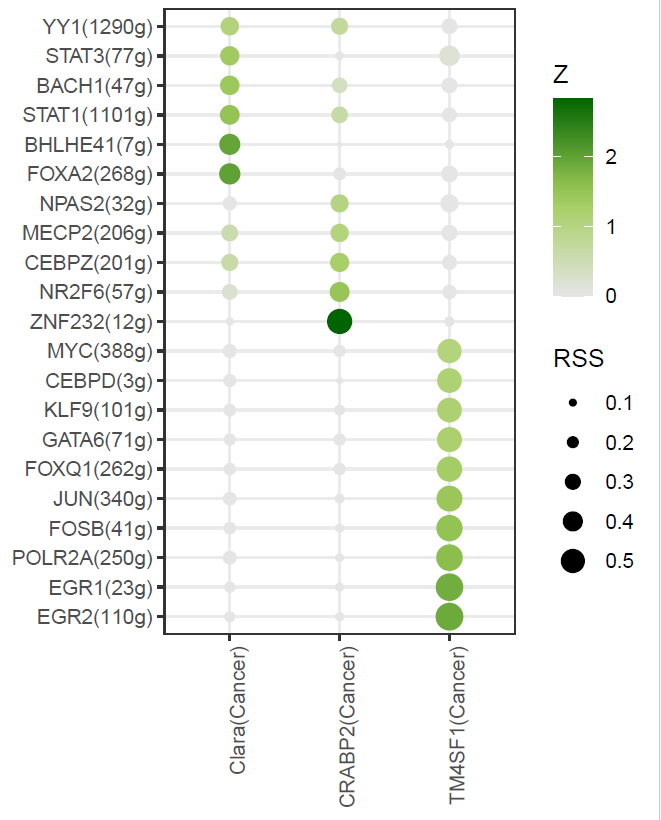 YY1(1290g)
STAT3(77g)
BACH1(47g)
STAT1(1101g)
BHLHE41(7g)
FOXA2(268g)
NPAS2(32g)
MECP2(206g)
CEBPZ(201g)
NR2F6(57g)
ZNF232(12g)
MYC(388g)
CEBPD(3g)
KLF9(101g)
GATA6(71g)
FOXQ1(262g)
JUN(340g)
FOSB(41g)
POLR2A(250g)
EGR1(23g)
EGR2(110g)
Clara(Cancer)
CRABP2(Cancer)
TM4SF1(Cancer)
Z
2
1
0
RSS
0.1
0.2
0.3
0.4
0.5